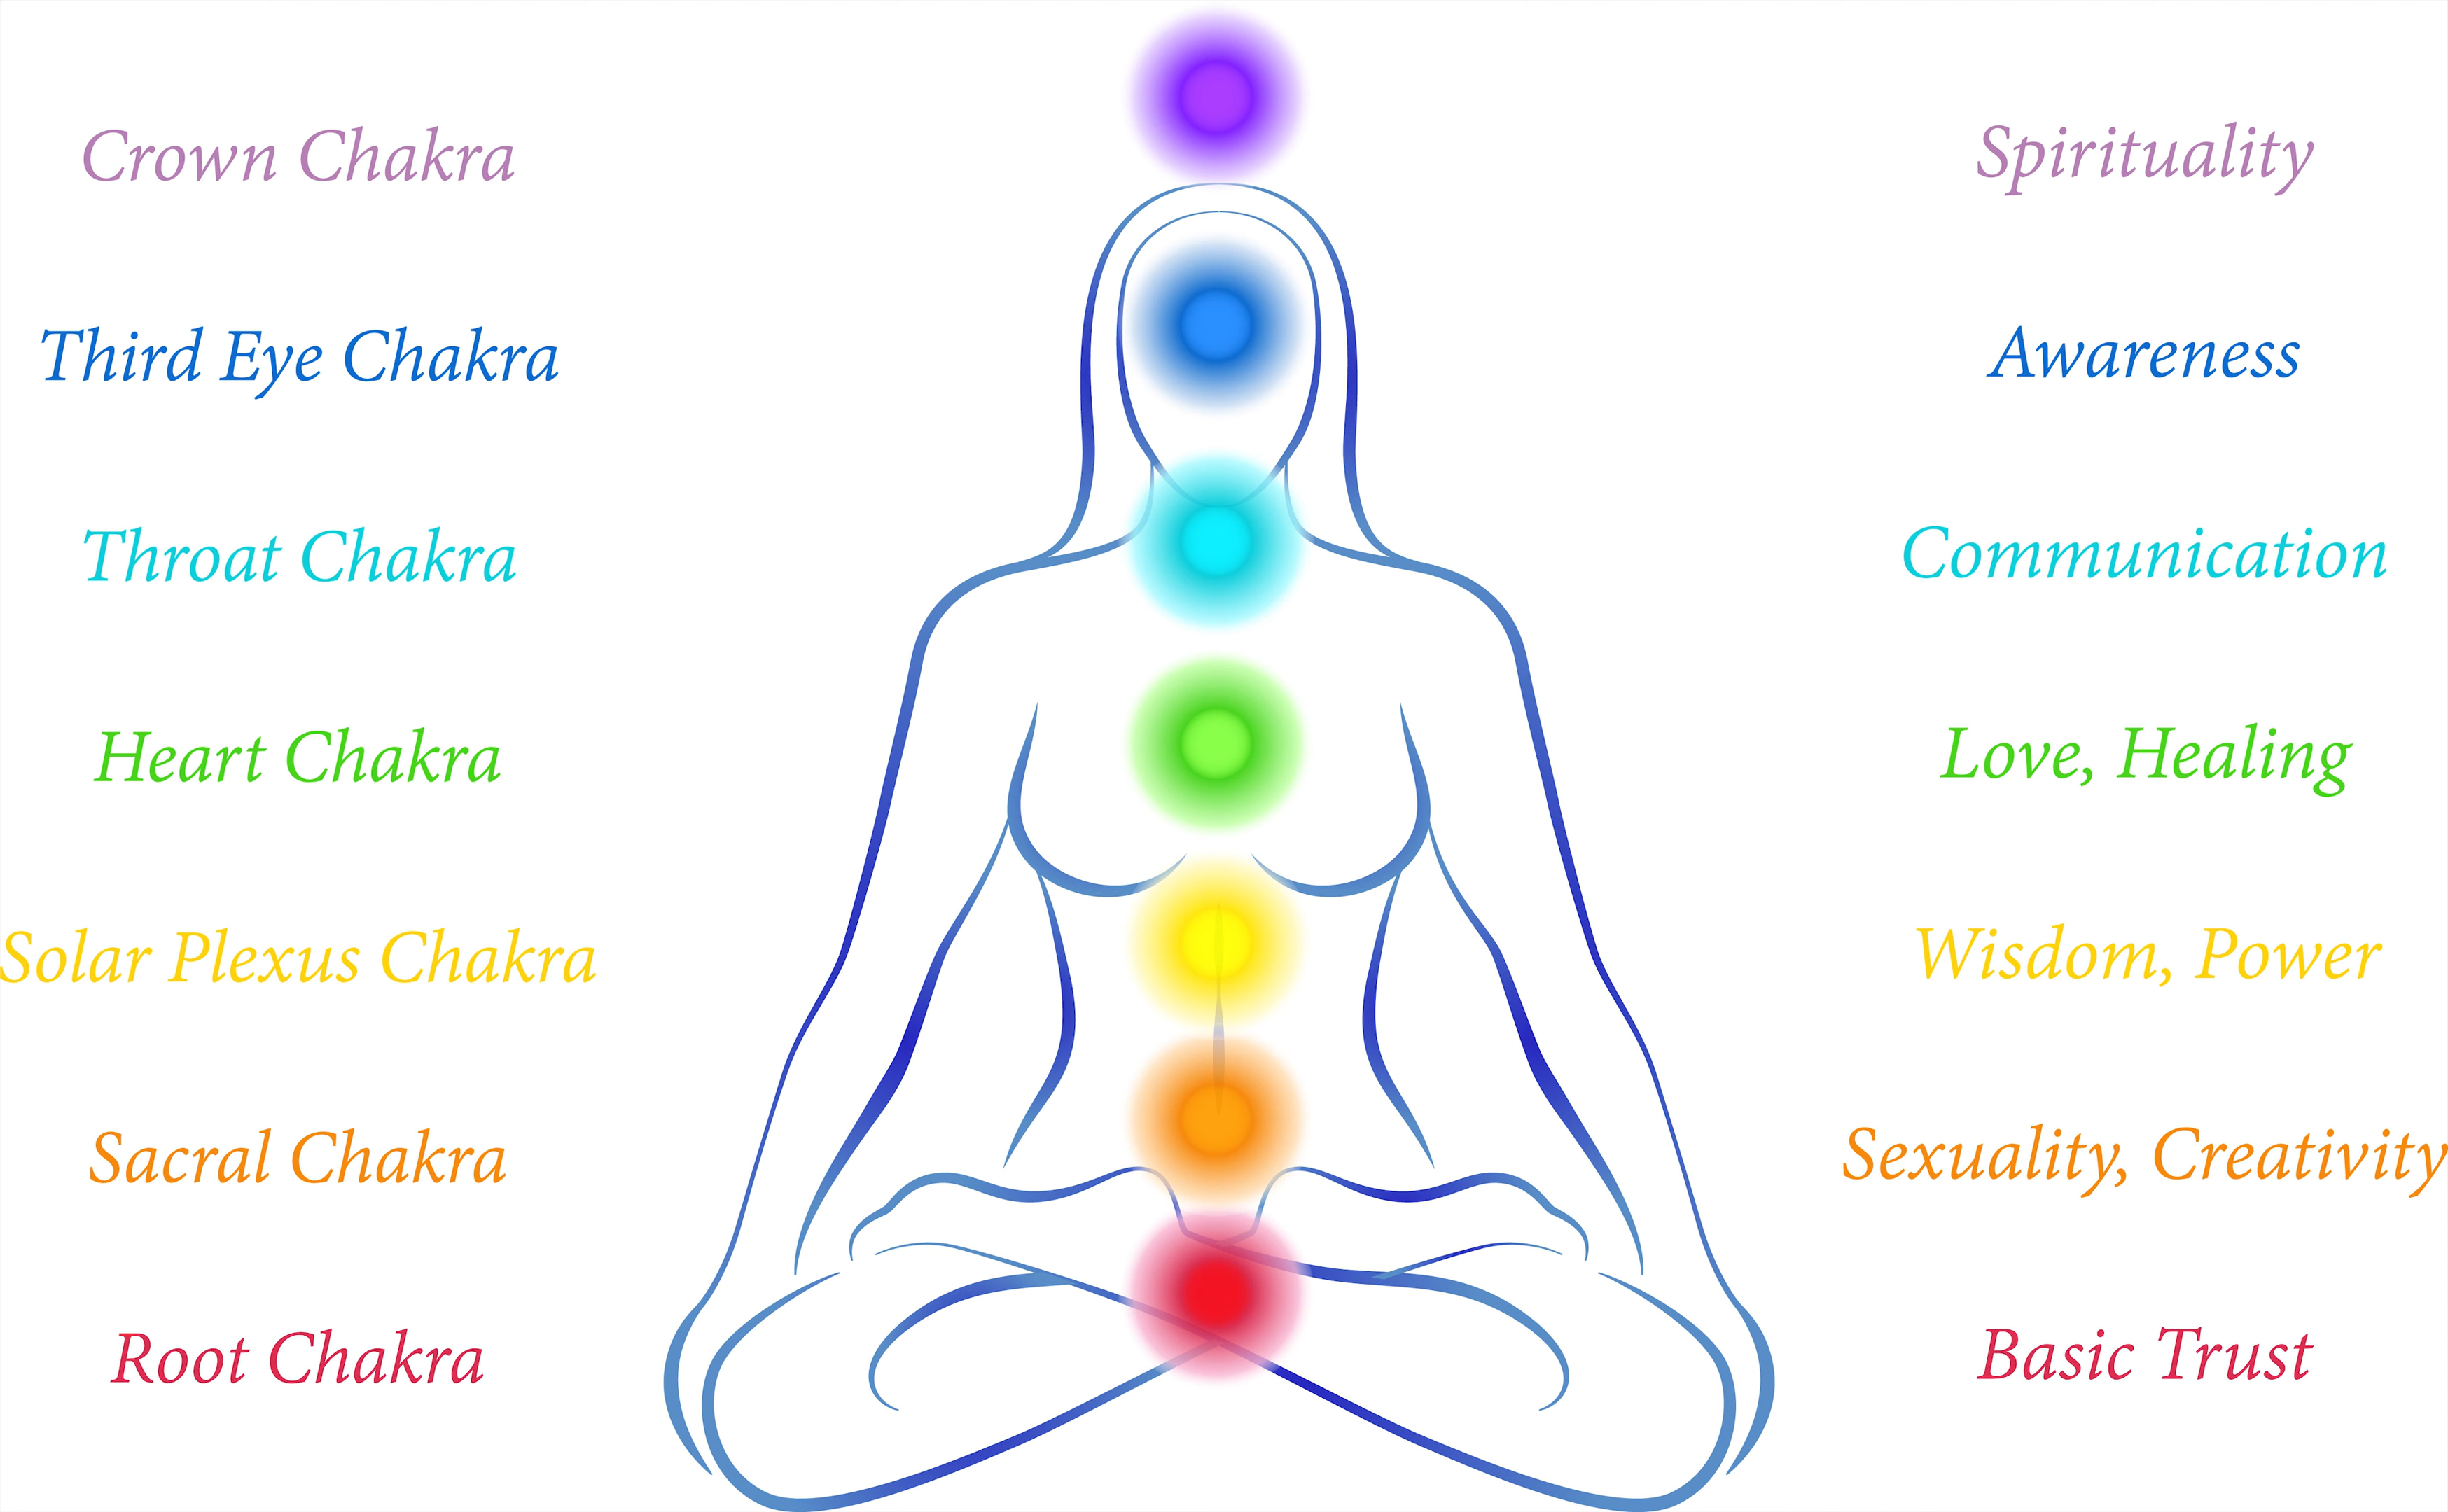 Crown Chakra
Spirituality
Third Eye Chakra
Awareness
Throat Chakra
Communication
Heart Chakra
Love, Healing
Solar Plexus Chakra
Wisdom, Power
Sacral Chakra
Sexuality, Creativity
Root Chakra
Basic Trust